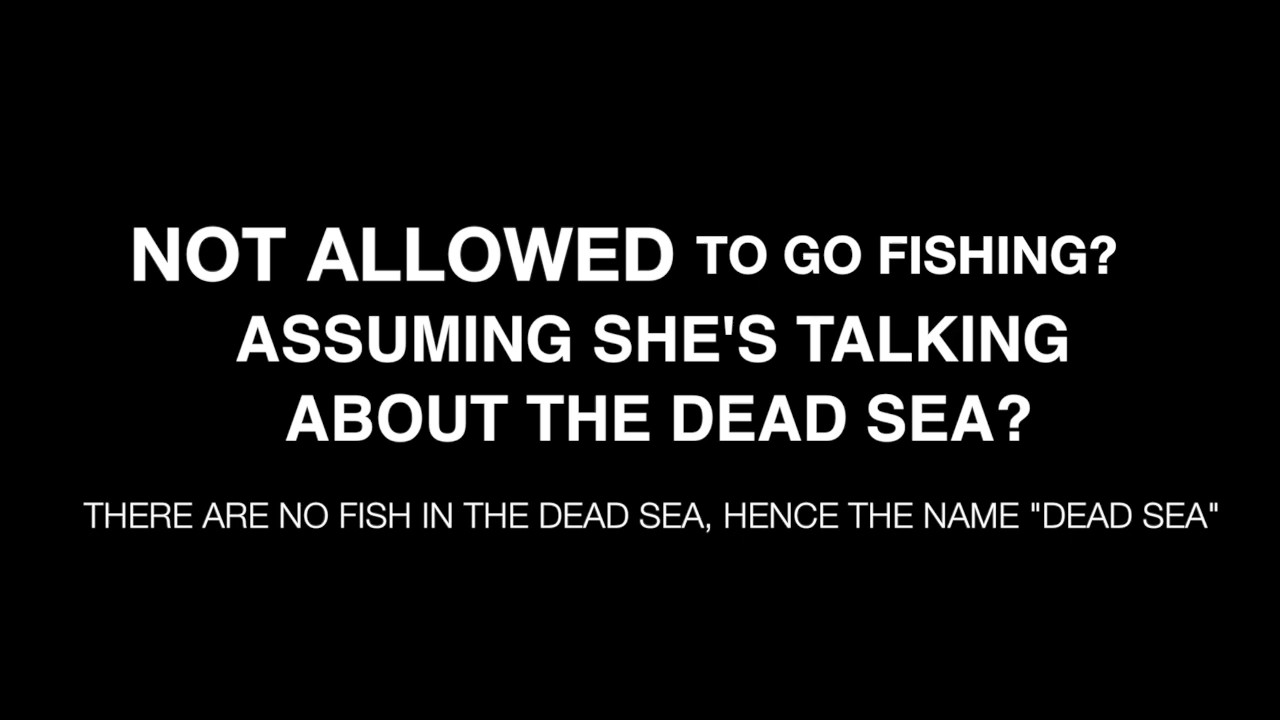 NOT ALLOWED TO GO FISHING?
ASSUMING SHE'S TALKING
ABOUT THE DEAD SEA?
THERE ARE NO FISH IN THE DEAD SEA, HENCE THE NAME "DEAD SEA"